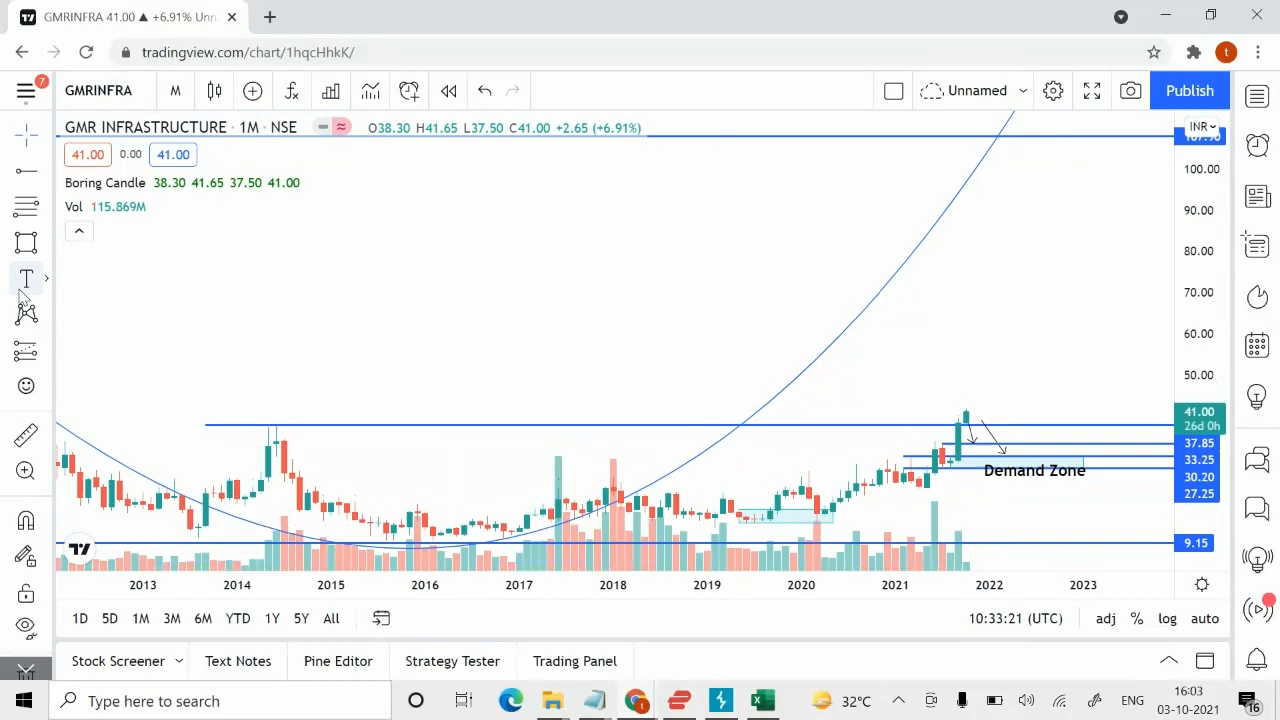 GMRINFRA 41.00 ▲ +6.91% Unn
tradingview.com/chart/1hqcHhkK/
t
7
GMRINFRA
M
Unnamed
Publish
GMR INFRASTRUCTURE · 1M · NSE
O38.30 H41.65 L37.50 C41.00 +2.65 (+6.91%)
INR
41.00
0.00
41.00
Boring Candle 38.30 41.65 37.50 41.00
Vol 115.869M
100.00
90.00
80.00
70.00
60.00
50.00
41.00
26d 0h
37.85
33.25
30.20
27.25
9.15
Demand Zone
2013 2014 2015 2016 2017 2018 2019 2020 2021 2022 2023
1D 5D 1M 3M 6M YTD 1Y 5Y All
10:33:21 (UTC)
adj % log auto
Stock Screener
Text Notes
Pine Editor
Strategy Tester
Trading Panel
Type here to search
32°C
ENG
16:03
03-10-2021
16